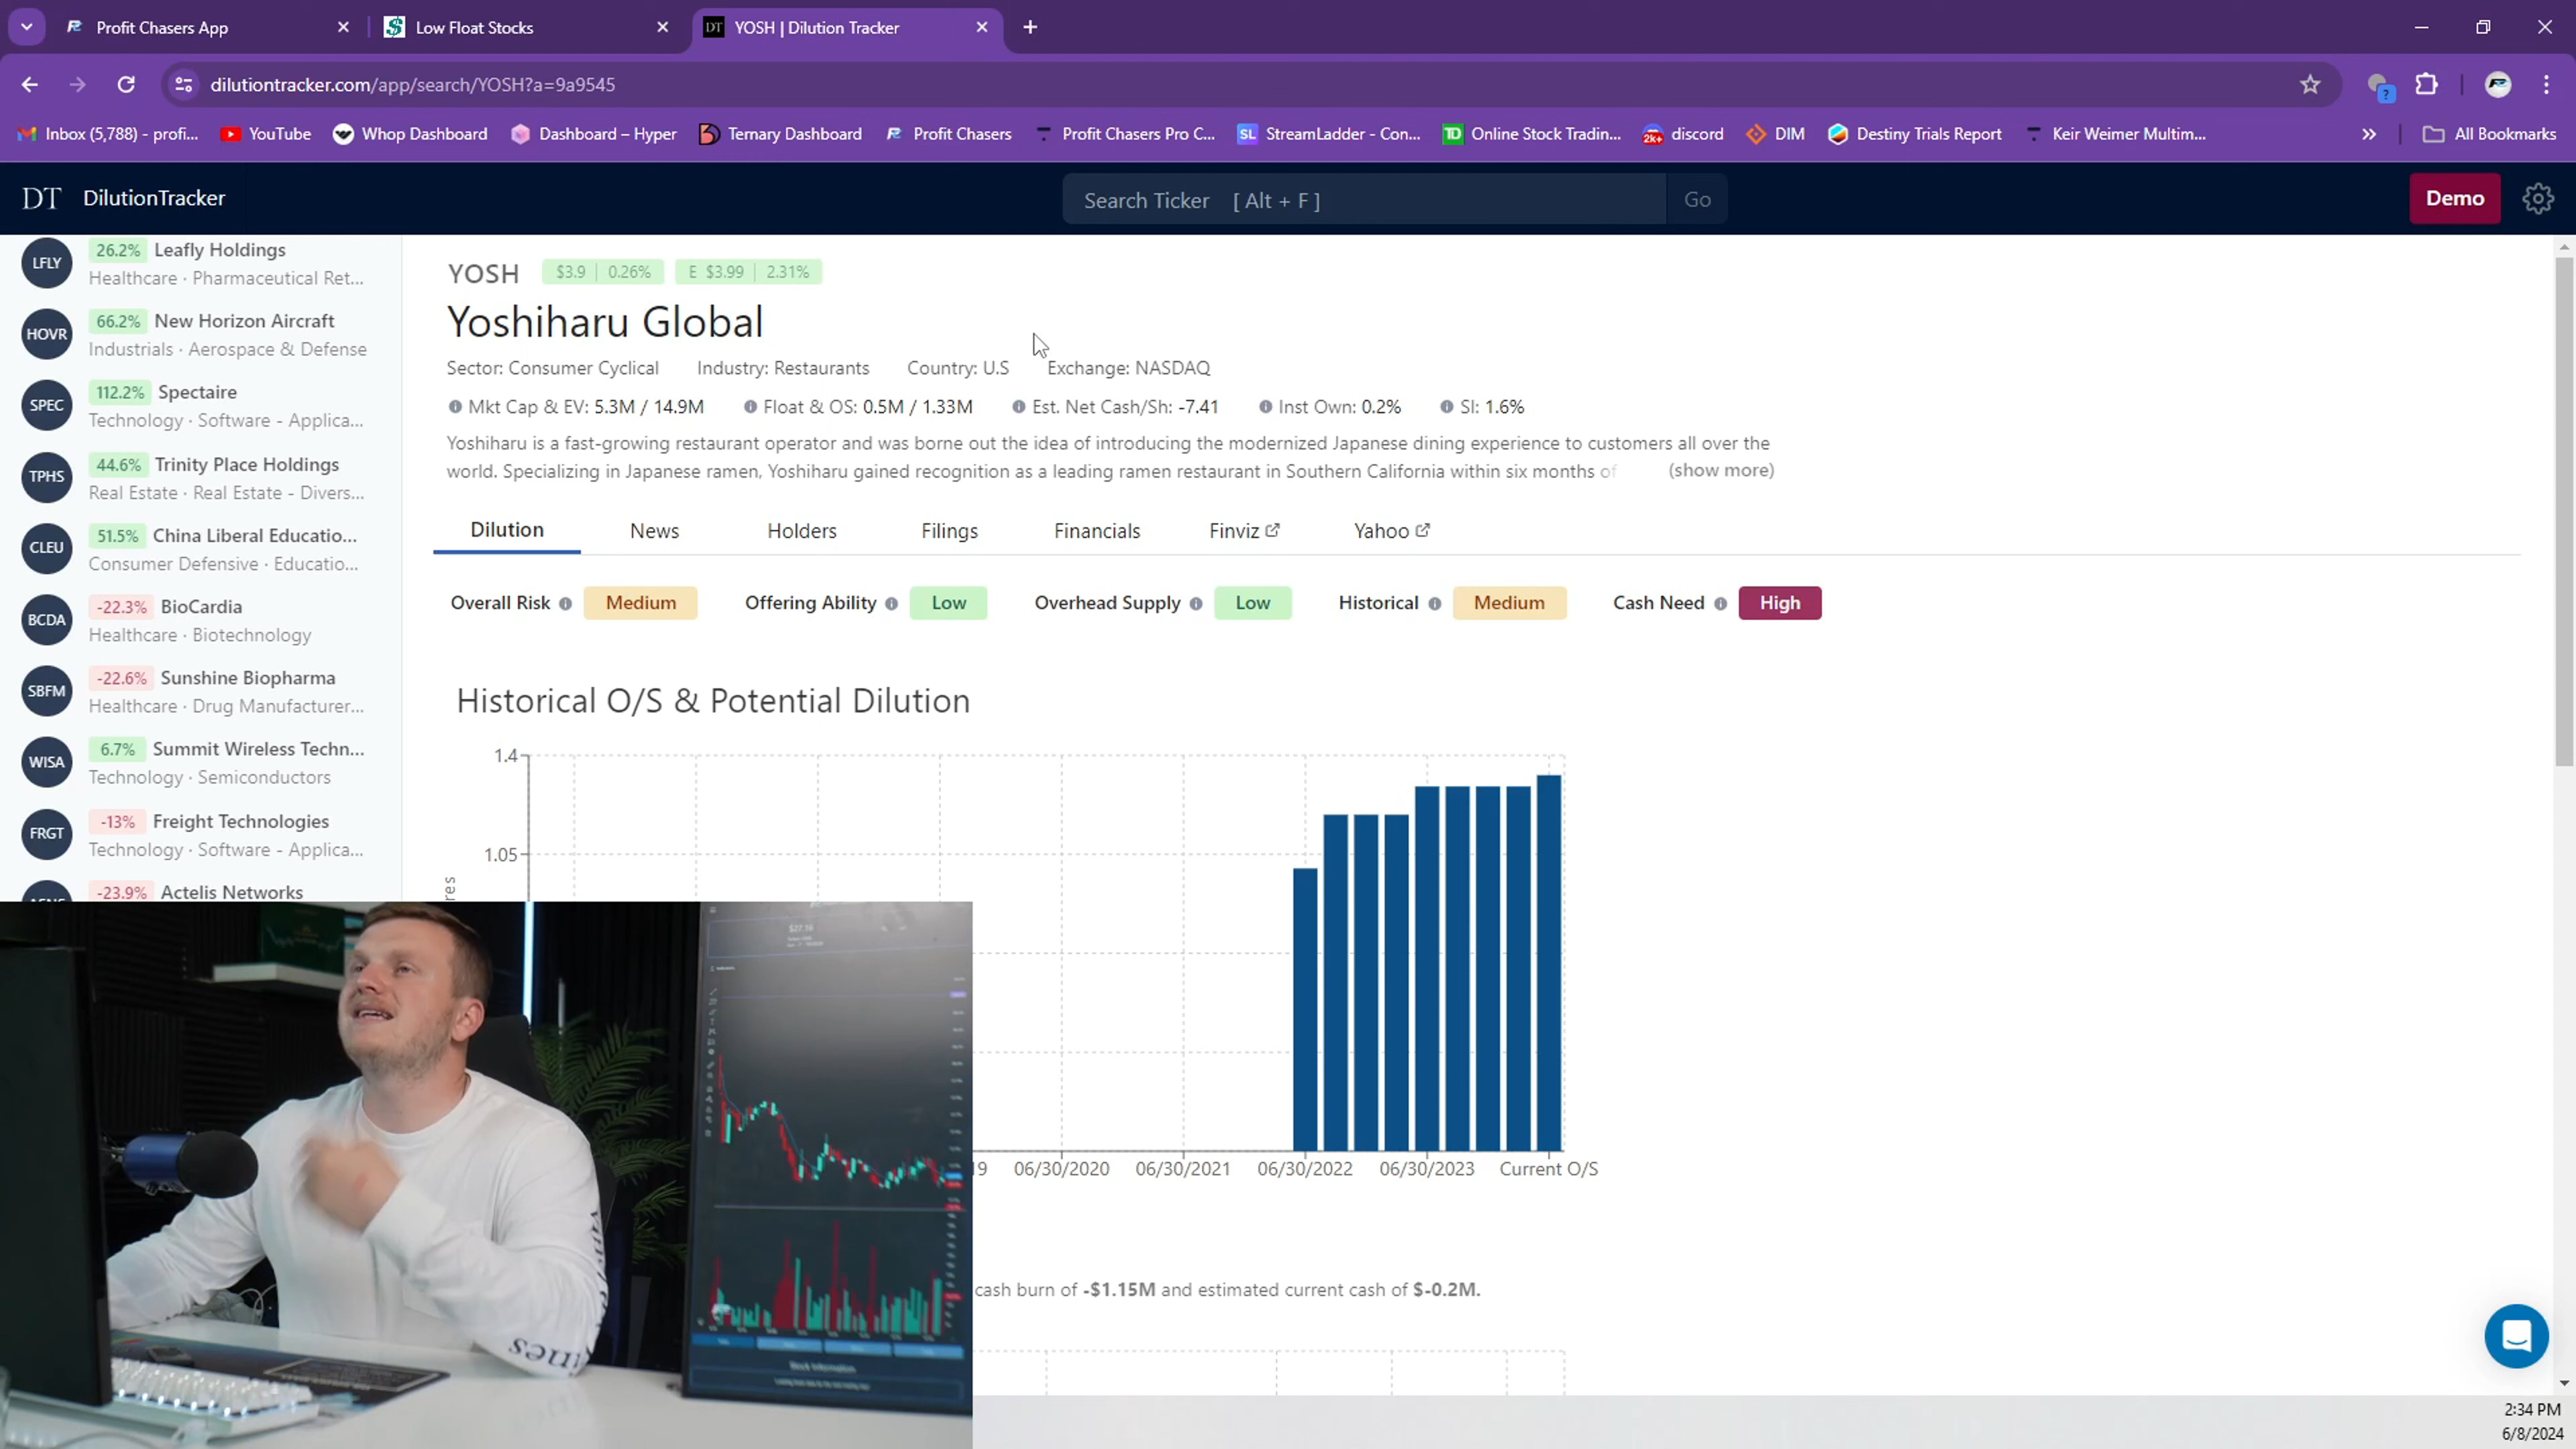 Profit Chasers App
Low Float Stocks
DT YOSH | Dilution Tracker
dilutiontracker.com/app/search/YOSH?a=9a9545
Inbox (5,788) - profi...
YouTube
Whop Dashboard
Dashboard – Hyper
Ternary Dashboard
Profit Chasers
Profit Chasers Pro C...
SL StreamLadder - Con...
TD Online Stock Tradin...
2k+ discord
DIM
Destiny Trials Report
Keir Weimer Multim...
» All Bookmarks
DT DilutionTracker
Search Ticker [ Alt + F ] Go
Demo
LFLY 26.2% Leafly Holdings
Healthcare · Pharmaceutical Ret...
HOVR 66.2% New Horizon Aircraft
Industrials · Aerospace & Defense
SPEC 112.2% Spectaire
Technology · Software - Applica...
TPHS 44.6% Trinity Place Holdings
Real Estate · Real Estate - Divers...
CLEU 51.5% China Liberal Educatio...
Consumer Defensive · Educatio...
BCDA -22.3% BioCardia
Healthcare · Biotechnology
SBFM -22.6% Sunshine Biopharma
Healthcare · Drug Manufacturer...
WISA 6.7% Summit Wireless Techn...
Technology · Semiconductors
FRGT -13% Freight Technologies
Technology · Software - Applica...
-23.9% Actelis Networks
YOSH $3.9 | 0.26% E $3.99 | 2.31%
Yoshiharu Global
Sector: Consumer Cyclical Industry: Restaurants Country: U.S Exchange: NASDAQ
Mkt Cap & EV: 5.3M / 14.9M Float & OS: 0.5M / 1.33M Est. Net Cash/Sh: -7.41 Inst Own: 0.2% SI: 1.6%
Yoshiharu is a fast-growing restaurant operator and was borne out the idea of introducing the modernized Japanese dining experience to customers all over the
world. Specializing in Japanese ramen, Yoshiharu gained recognition as a leading ramen restaurant in Southern California within six months of (show more)
Dilution News Holders Filings Financials Finviz Yahoo
Overall Risk Medium Offering Ability Low Overhead Supply Low Historical Medium Cash Need High
Historical O/S & Potential Dilution
1.4
1.05
res
19 06/30/2020 06/30/2021 06/30/2022 06/30/2023 Current O/S
cash burn of -$1.15M and estimated current cash of $-0.2M.
$27.16
Stock Information
2:34 PM
6/8/2024